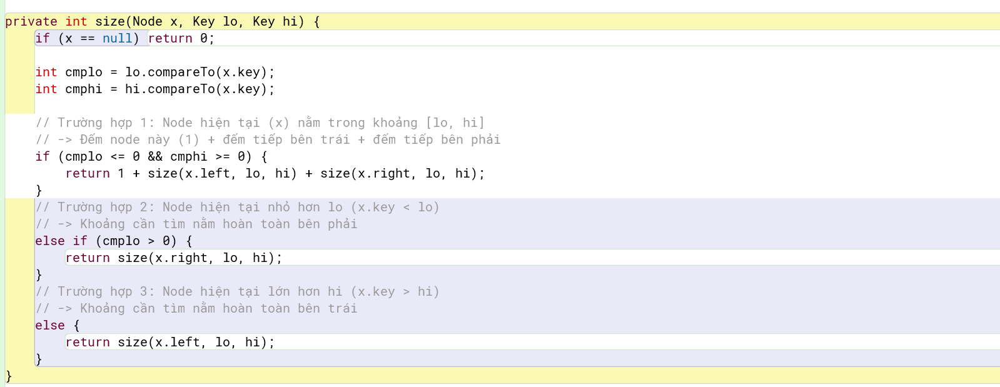 private int size(Node x, Key lo, Key hi) {
    if (x == null) return 0;

    int cmplo = lo.compareTo(x.key);
    int cmphi = hi.compareTo(x.key);

    // Trường hợp 1: Node hiện tại (x) nằm trong khoảng [lo, hi]
    // -> Đếm node này (1) + đếm tiếp bên trái + đếm tiếp bên phải
    if (cmplo <= 0 && cmphi >= 0) {
        return 1 + size(x.left, lo, hi) + size(x.right, lo, hi);
    }
    // Trường hợp 2: Node hiện tại nhỏ hơn lo (x.key < lo)
    // -> Khoảng cần tìm nằm hoàn toàn bên phải
    else if (cmplo > 0) {
        return size(x.right, lo, hi);
    }
    // Trường hợp 3: Node hiện tại lớn hơn hi (x.key > hi)
    // -> Khoảng cần tìm nằm hoàn toàn bên trái
    else {
        return size(x.left, lo, hi);
    }
}